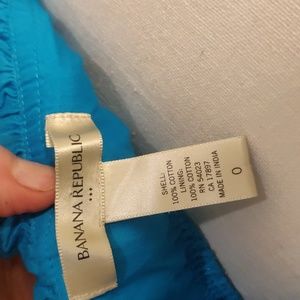 BANANA REPUBLIC
SHELL:
100% COTTON
LINING:
100% COTTON
RN 54023
CA 17897
MADE IN INDIA
0